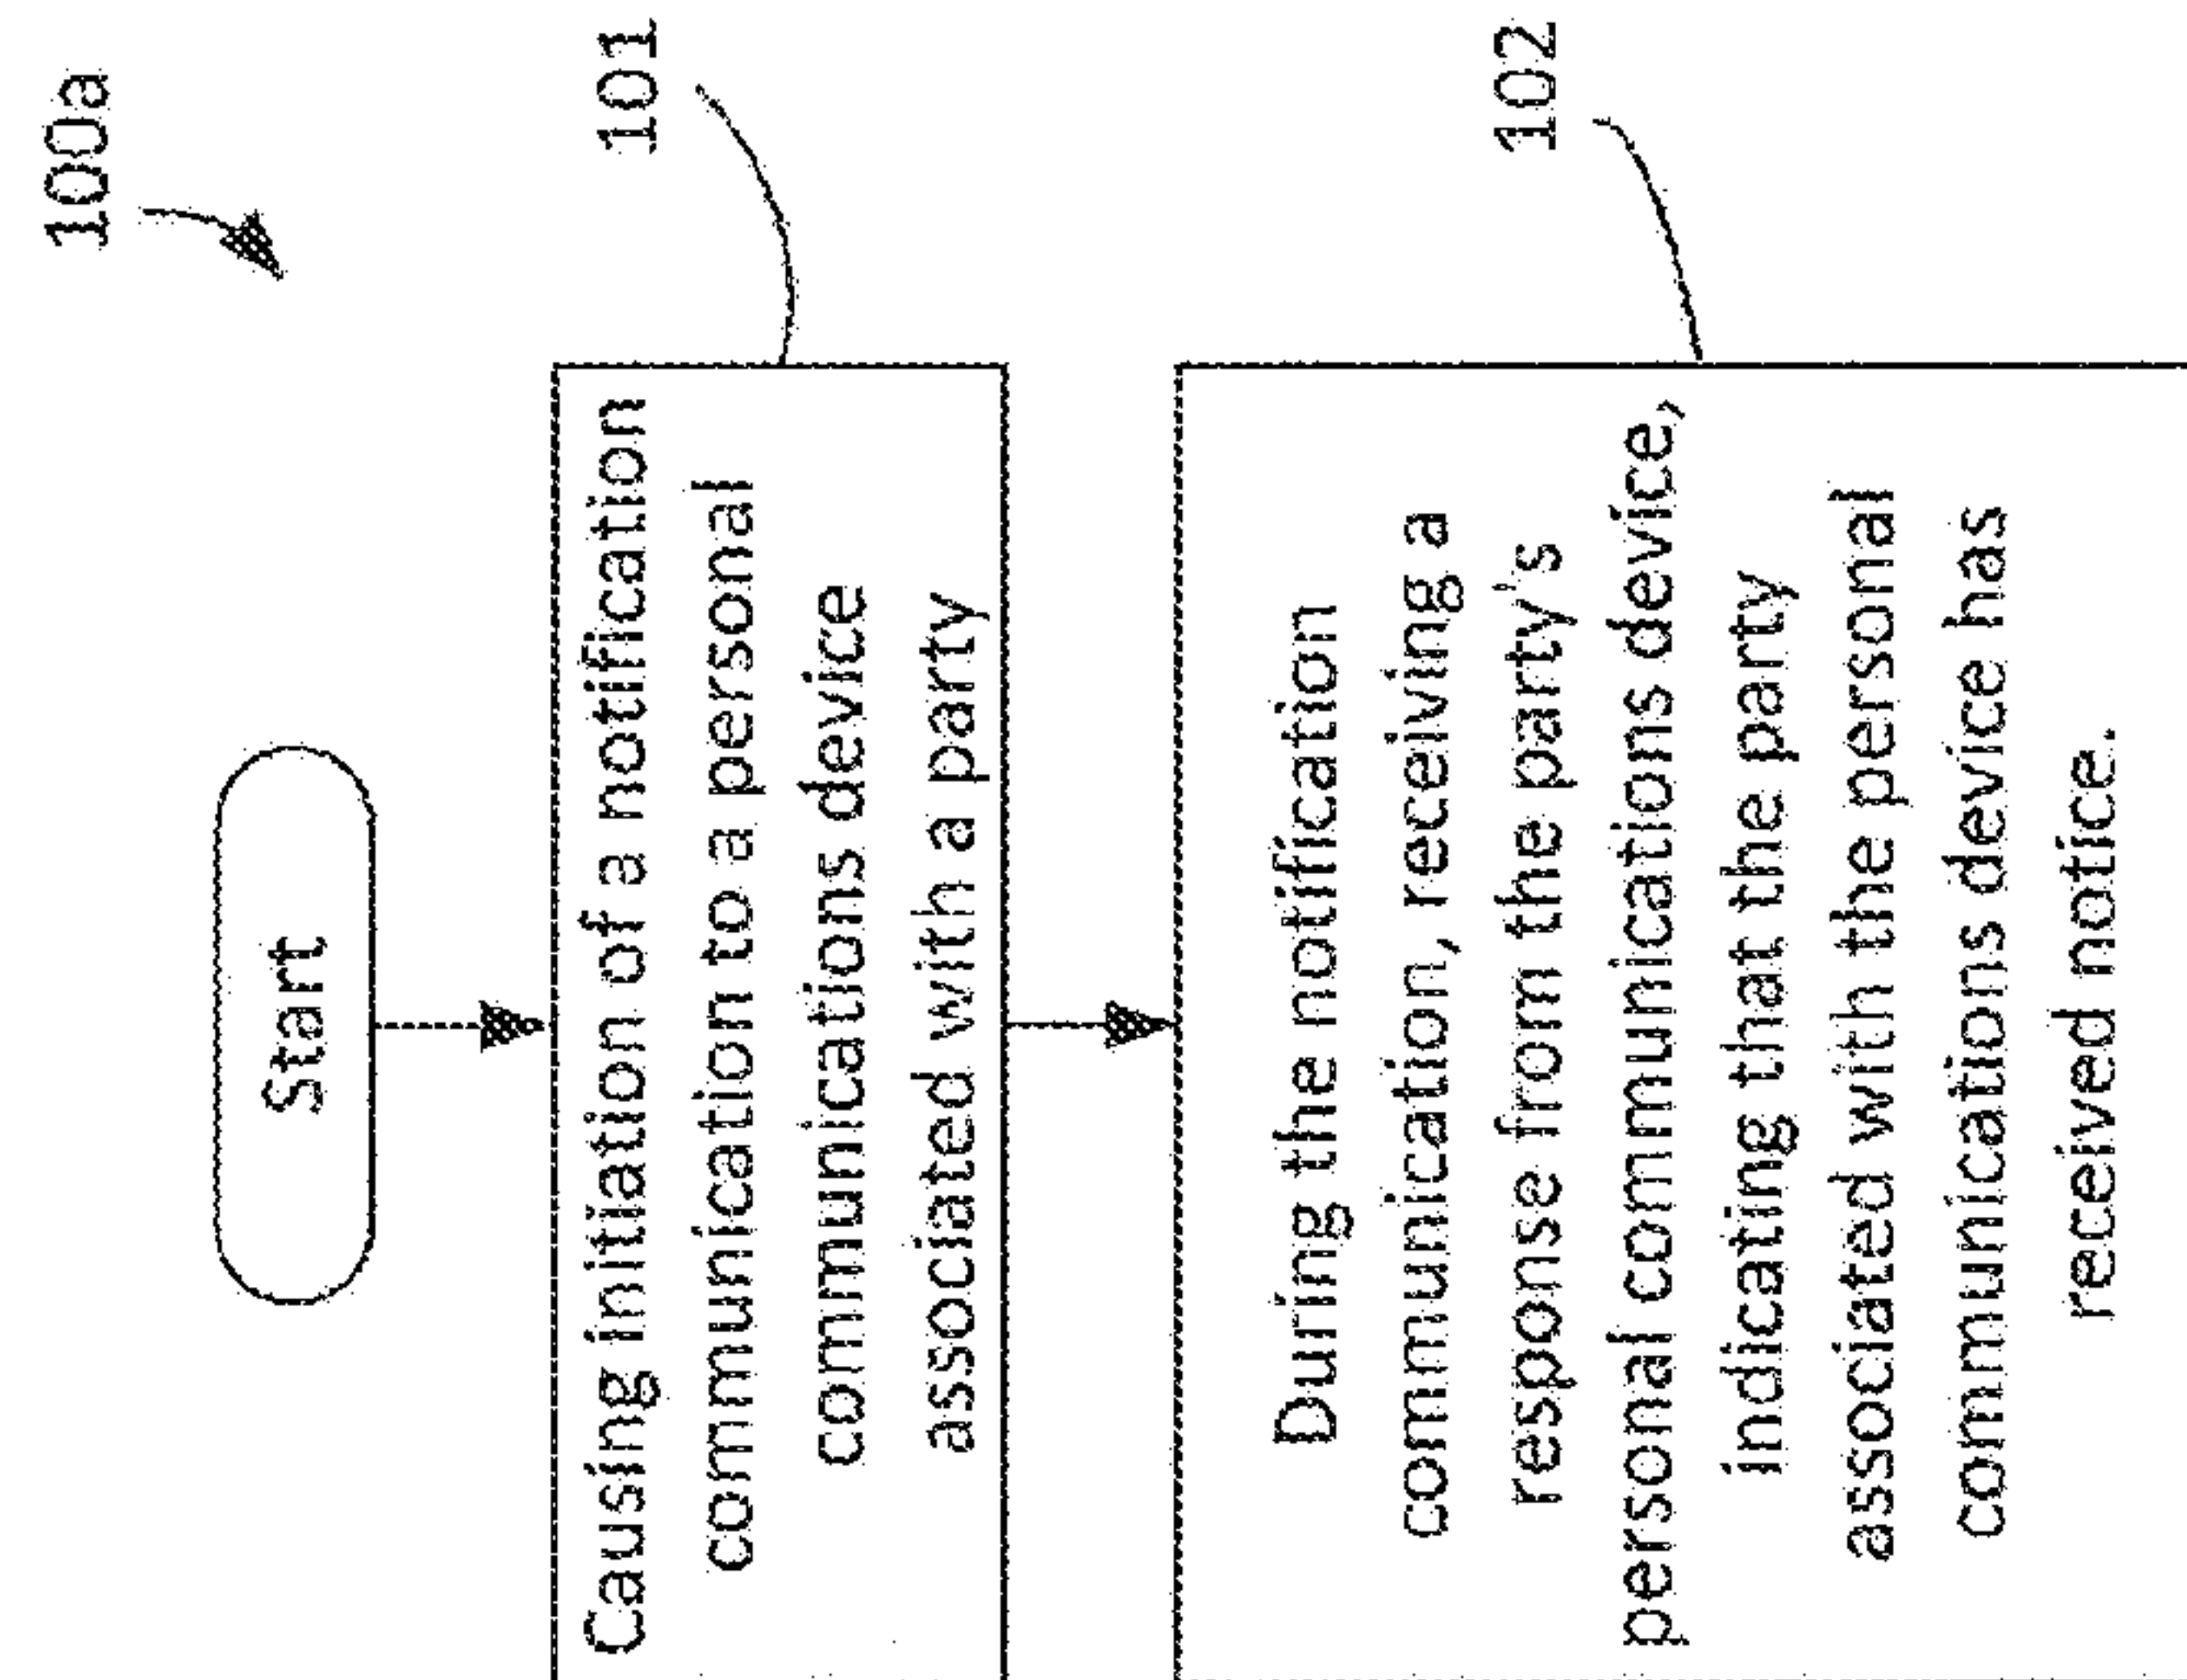 100a
Start
101
Causing initiation of a notification
communication to a personal
communications device
associated with a party
102
During the notification
communication, receiving a
response from the party's
personal communications device,
indicating that the party
associated with the personal
communications device has
received notice.